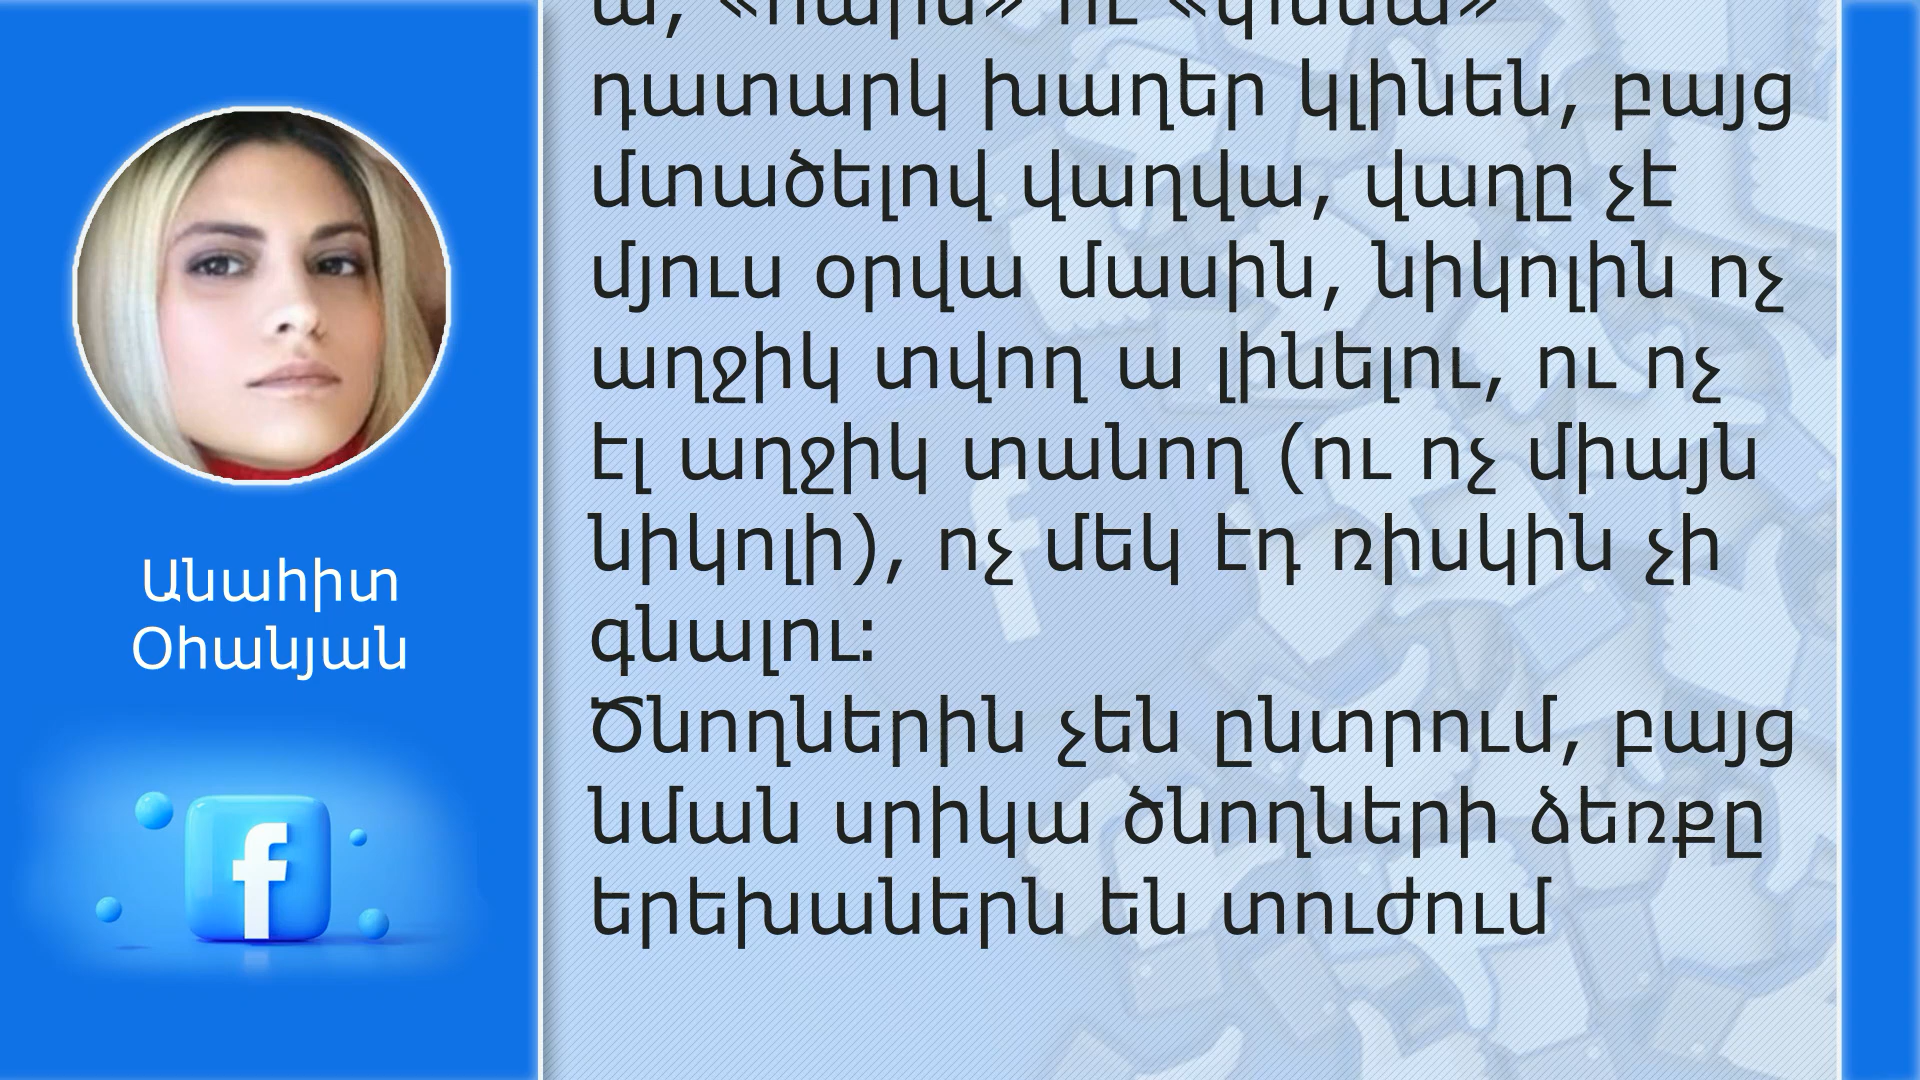 Անահիտ
Օհանյան
ա, ու
դատարկ խաղեր կլինեն, բայց
մտածելով վաղվա, վաղը չէ
մյուս օրվա մասին, նիկոլին ոչ
աղջիկ տվող ա լինելու, ու ոչ
էլ աղջիկ տանող (ու ոչ միայն
նիկոլի), ոչ մեկ էդ ռիսկին չի
գնալու:
Ծնողներին չեն ընտրում, բայց
նման սրիկա ծնողների ձեռքը
երեխաներն են տուժում